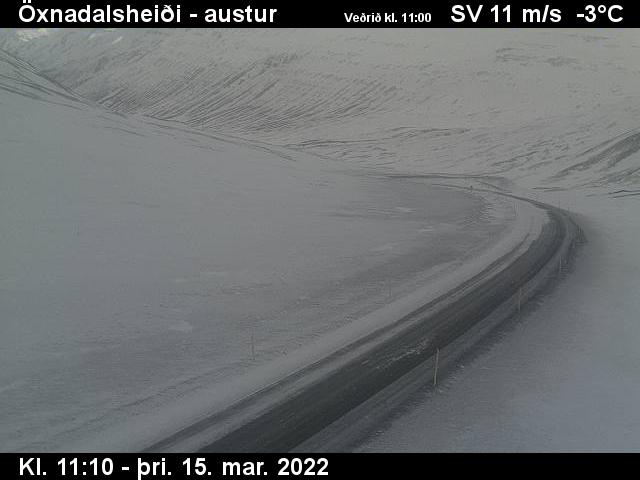 Öxnadalsheiði - austur Veðrið kl. 11:00 SV 11 m/s -3°C
Kl. 11:10 - þri. 15. mar. 2022